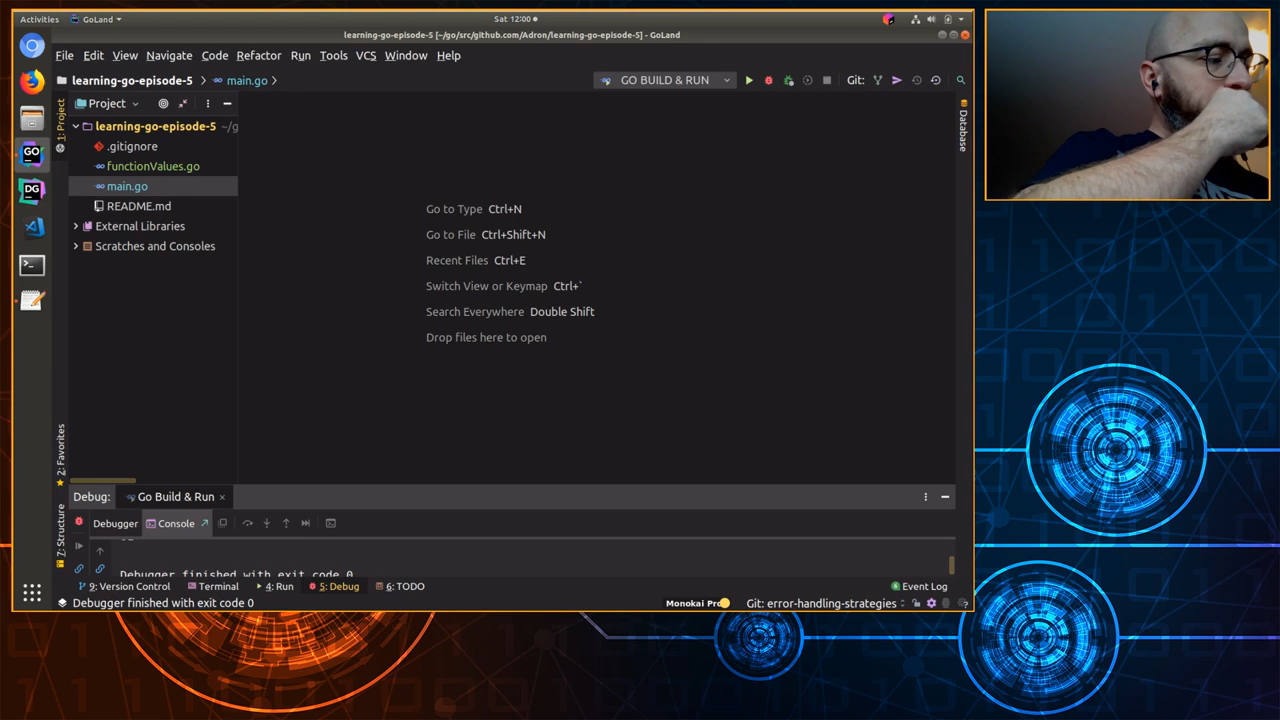 Activities GoLand Sat 12:00
learning-go-episode-5 [~/go/src/github.com/Adron/learning-go-episode-5] - GoLand
File Edit View Navigate Code Refactor Run Tools VCS Window Help
learning-go-episode-5 main.go GO BUILD & RUN Git:
1: Project
Project
learning-go-episode-5 ~/g
.gitignore
functionValues.go
main.go
README.md
External Libraries
Scratches and Consoles
Database
Go to Type Ctrl+N
Go to File Ctrl+Shift+N
Recent Files Ctrl+E
Switch View or Keymap Ctrl+`
Search Everywhere Double Shift
Drop files here to open
2: Favorites
7: Structure
Debug: Go Build & Run
Debugger Console
Debugger finished with exit code 0
9: Version Control Terminal 4: Run 5: Debug 6: TODO Event Log
Debugger finished with exit code 0 Monokai Pro Git: error-handling-strategies